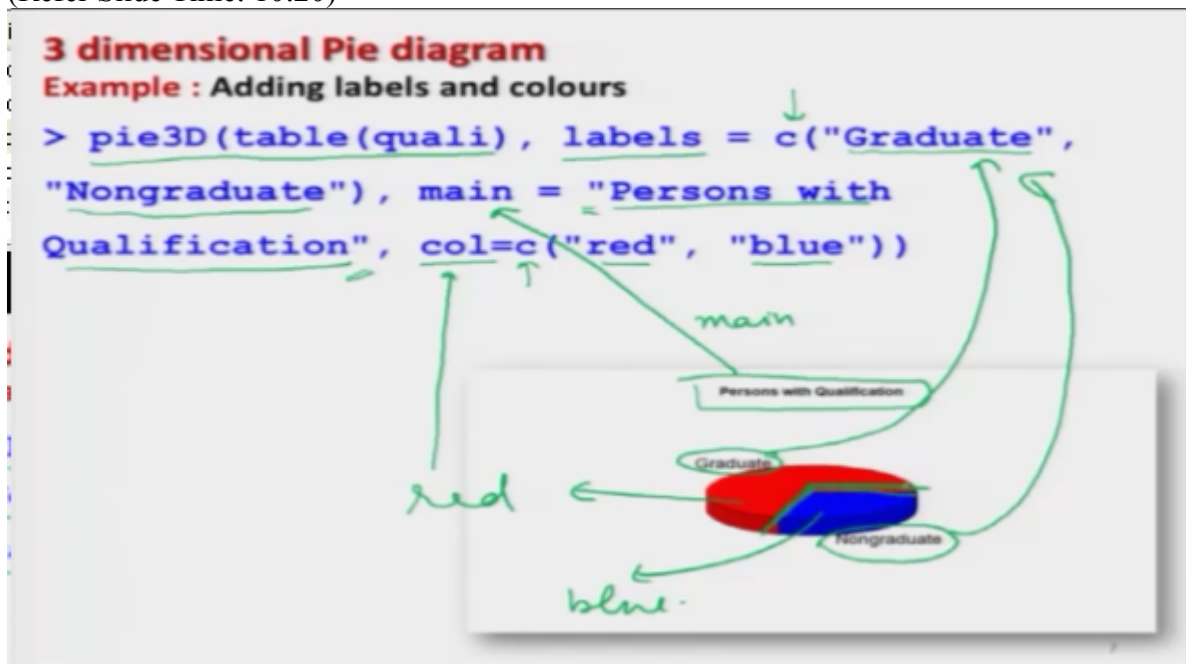 3 dimensional Pie diagram
Example : Adding labels and colours
> pie3D(table(quali), labels = c("Graduate",
"Nongraduate"), main = "Persons with
Qualification", col=c("red", "blue"))
main
Persons with Qualification
Graduate
red
Nongraduate
blue.
7